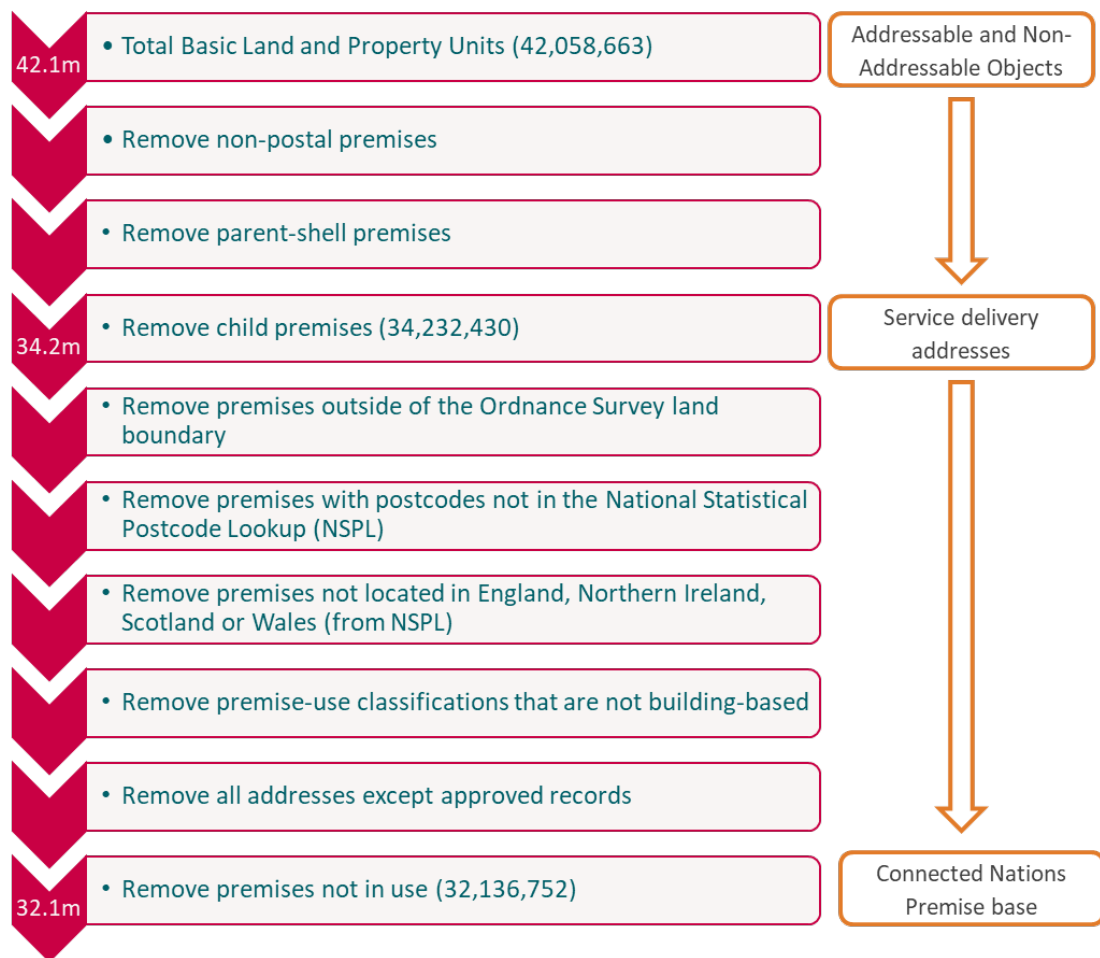 42.1m
• Total Basic Land and Property Units (42,058,663)
Addressable and Non-
Addressable Objects
• Remove non-postal premises
• Remove parent-shell premises
34.2m
• Remove child premises (34,232,430)
Service delivery
addresses
• Remove premises outside of the Ordnance Survey land
boundary
• Remove premises with postcodes not in the National Statistical
Postcode Lookup (NSPL)
• Remove premises not located in England, Northern Ireland,
Scotland or Wales (from NSPL)
• Remove premise-use classifications that are not building-based
• Remove all addresses except approved records
32.1m
• Remove premises not in use (32,136,752)
Connected Nations
Premise base